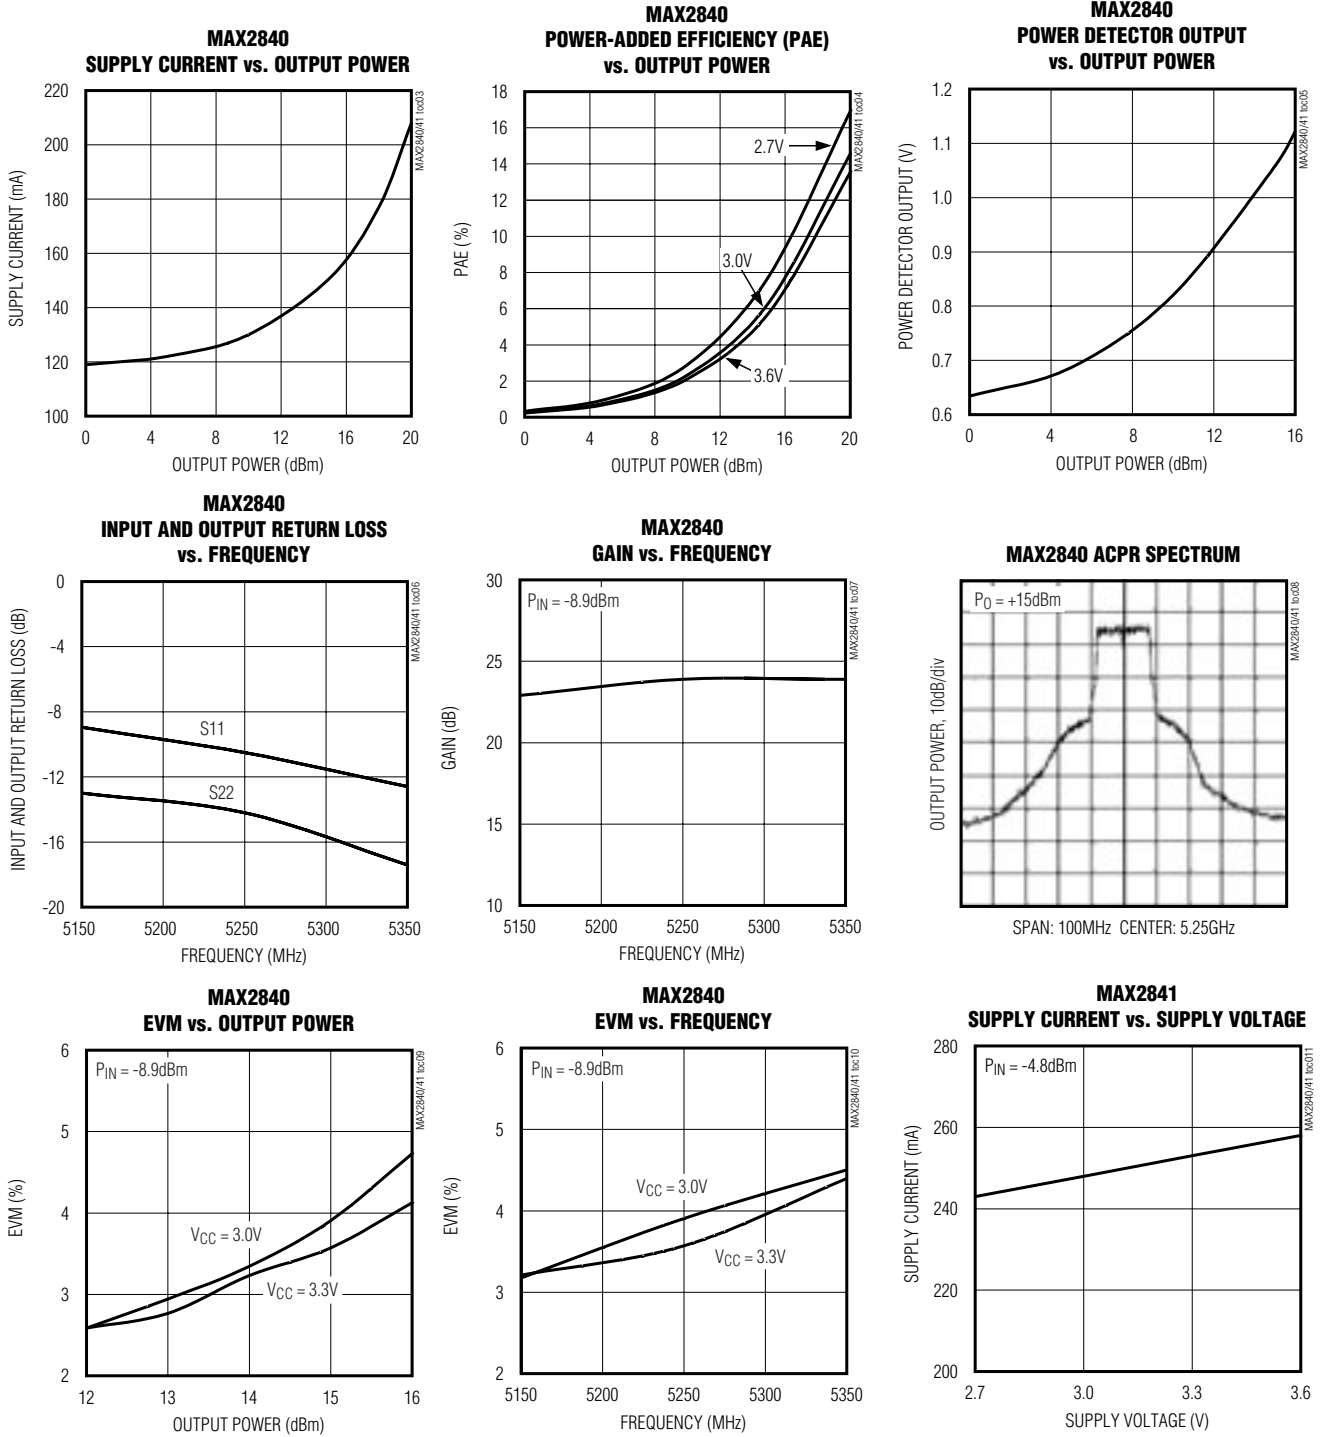 MAX2840
SUPPLY CURRENT vs. OUTPUT POWER
SUPPLY CURRENT (mA)
220
200
180
160
140
120
100
0 4 8 12 16 20
OUTPUT POWER (dBm)
MAX2840/41 toc03
MAX2840
POWER-ADDED EFFICIENCY (PAE)
vs. OUTPUT POWER
PAE (%)
18
16
14
12
10
8
6
4
2
0
2.7V
3.0V
3.6V
0 4 8 12 16 20
OUTPUT POWER (dBm)
MAX2840/41 toc04
MAX2840
POWER DETECTOR OUTPUT
vs. OUTPUT POWER
POWER DETECTOR OUTPUT (V)
1.2
1.1
1.0
0.9
0.8
0.7
0.6
0 4 8 12 16
OUTPUT POWER (dBm)
MAX2840/41 toc05
MAX2840
INPUT AND OUTPUT RETURN LOSS
vs. FREQUENCY
INPUT AND OUTPUT RETURN LOSS (dB)
0
-4
-8
-12
-16
-20
S11
S22
5150 5200 5250 5300 5350
FREQUENCY (MHz)
MAX2840/41 toc06
MAX2840
GAIN vs. FREQUENCY
GAIN (dB)
30
25
20
15
10
PIN = -8.9dBm
5150 5200 5250 5300 5350
FREQUENCY (MHz)
MAX2840/41 toc07
MAX2840 ACPR SPECTRUM
OUTPUT POWER, 10dB/div
PO = +15dBm
SPAN: 100MHz CENTER: 5.25GHz
MAX2840/41 toc08
MAX2840
EVM vs. OUTPUT POWER
EVM (%)
6
5
4
3
2
PIN = -8.9dBm
VCC = 3.0V
VCC = 3.3V
12 13 14 15 16
OUTPUT POWER (dBm)
MAX2840/41 toc09
MAX2840
EVM vs. FREQUENCY
EVM (%)
6
5
4
3
2
PIN = -8.9dBm
VCC = 3.0V
VCC = 3.3V
5150 5200 5250 5300 5350
FREQUENCY (MHz)
MAX2840/41 toc10
MAX2841
SUPPLY CURRENT vs. SUPPLY VOLTAGE
SUPPLY CURRENT (mA)
280
260
240
220
200
PIN = -4.8dBm
2.7 3.0 3.3 3.6
SUPPLY VOLTAGE (V)
MAX2840/41 toc011